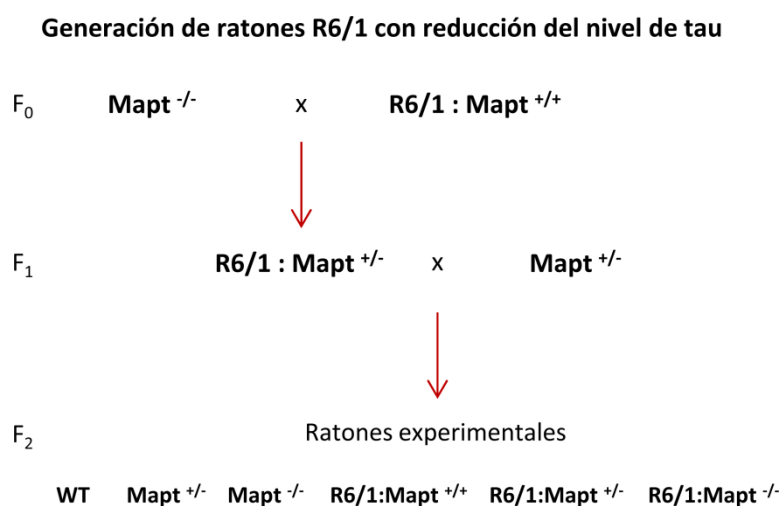 Generación de ratones R6/1 con reducción del nivel de tau
F0 Mapt -/- x R6/1 : Mapt +/+
F1 R6/1 : Mapt +/- x Mapt +/-
F2 Ratones experimentales
WT Mapt +/- Mapt -/- R6/1:Mapt +/+ R6/1:Mapt +/- R6/1:Mapt -/-